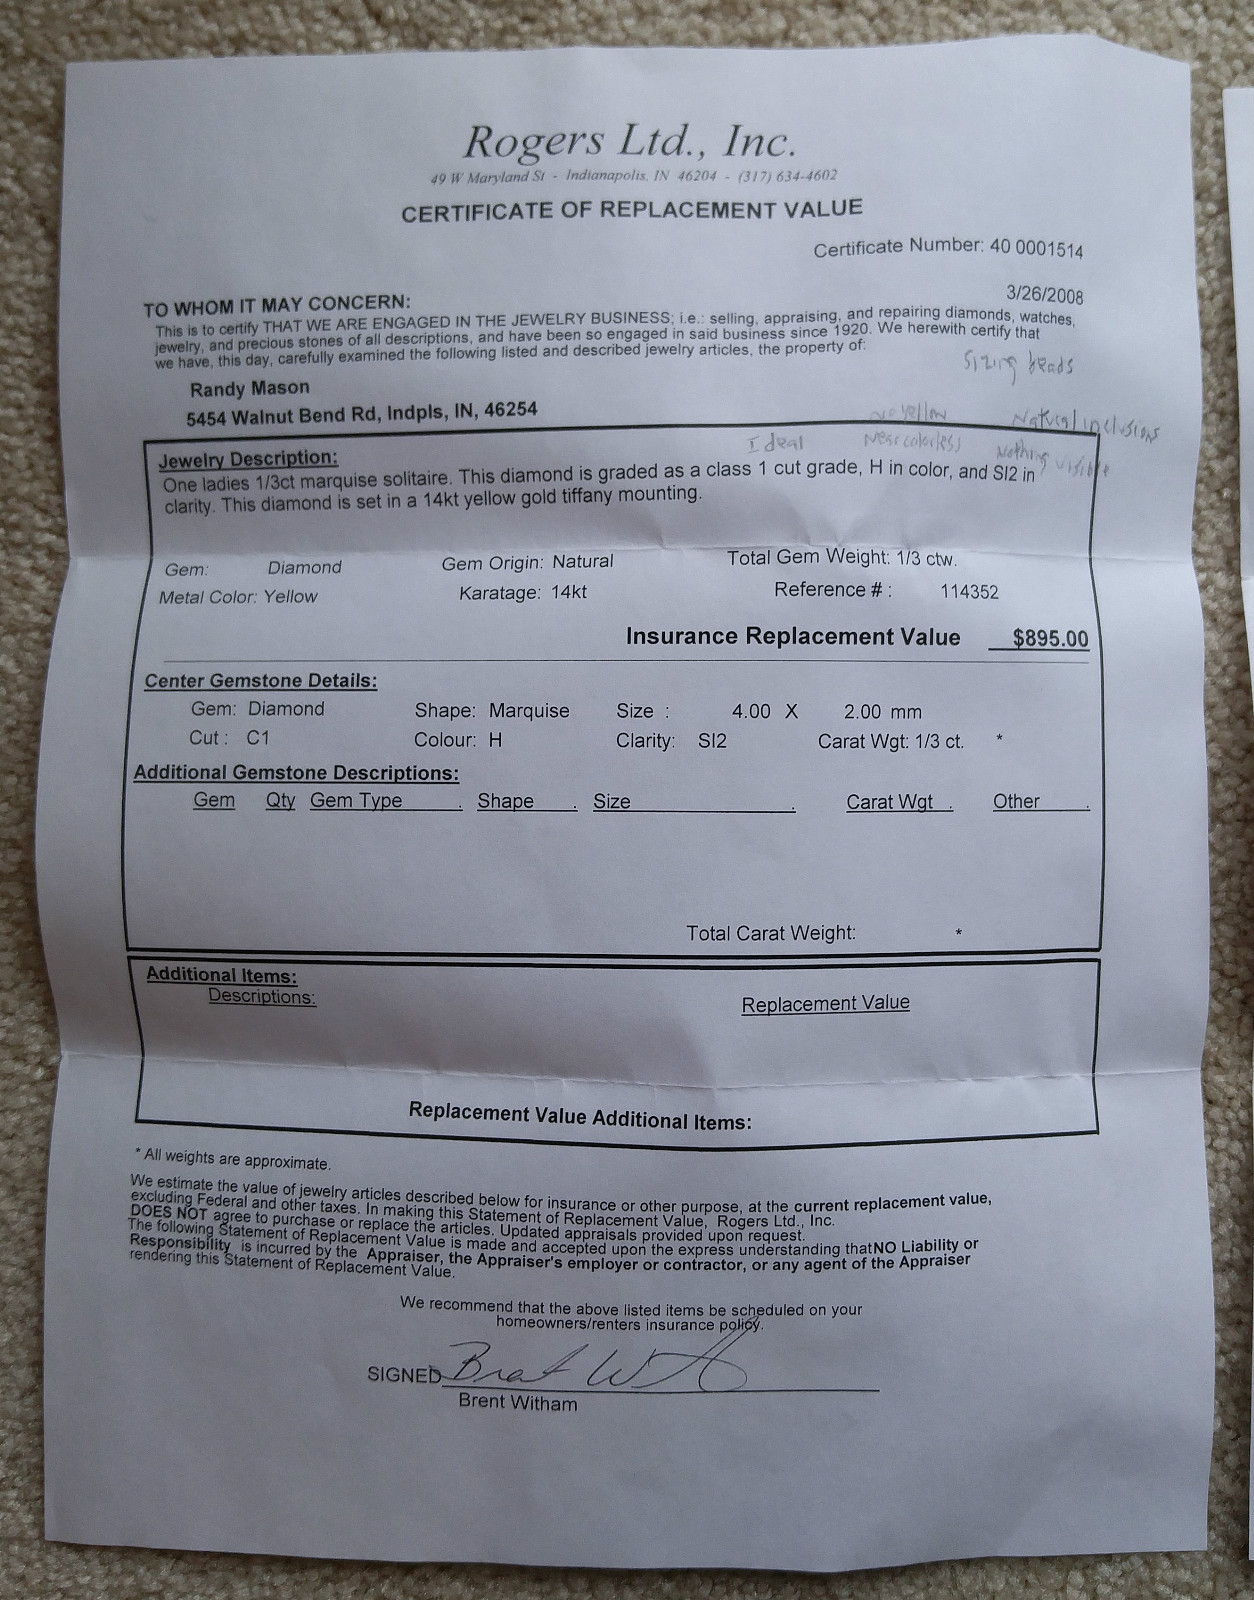 Rogers Ltd., Inc.
49 W Maryland St - Indianapolis, IN 46204 - (317) 634-4602
CERTIFICATE OF REPLACEMENT VALUE
Certificate Number: 40 0001514
3/26/2008
TO WHOM IT MAY CONCERN:
This is to certify THAT WE ARE ENGAGED IN THE JEWELRY BUSINESS; i.e.: selling, appraising, and repairing diamonds, watches,
jewelry, and precious stones of all descriptions, and have been so engaged in said business since 1920. We herewith certify that
we have, this day, carefully examined the following listed and described jewelry articles, the property of:
Sizing beads
Randy Mason
5454 Walnut Bend Rd, Indpls, IN, 46254
no yellow Natural inclusions
Ideal Near colorless Nothing visible
Jewelry Description:
One ladies 1/3ct marquise solitaire. This diamond is graded as a class 1 cut grade, H in color, and SI2 in
clarity. This diamond is set in a 14kt yellow gold tiffany mounting.
Gem: Diamond Gem Origin: Natural Total Gem Weight: 1/3 ctw.
Metal Color: Yellow Karatage: 14kt Reference # : 114352
Insurance Replacement Value $895.00
Center Gemstone Details:
Gem: Diamond Shape: Marquise Size : 4.00 X 2.00 mm
Cut : C1 Colour: H Clarity: SI2 Carat Wgt: 1/3 ct. *
Additional Gemstone Descriptions:
Gem Qty Gem Type . Shape . Size . Carat Wgt . Other .
Total Carat Weight: *
Additional Items:
Descriptions: Replacement Value
Replacement Value Additional Items:
* All weights are approximate.
We estimate the value of jewelry articles described below for insurance or other purpose, at the current replacement value,
excluding Federal and other taxes. In making this Statement of Replacement Value, Rogers Ltd., Inc.
DOES NOT agree to purchase or replace the articles. Updated appraisals provided upon request.
The following Statement of Replacement Value is made and accepted upon the express understanding that NO Liability or
Responsibility is incurred by the Appraiser, the Appraiser's employer or contractor, or any agent of the Appraiser
rendering this Statement of Replacement Value.
We recommend that the above listed items be scheduled on your
homeowners/renters insurance policy.
SIGNED Brent W
Brent Witham